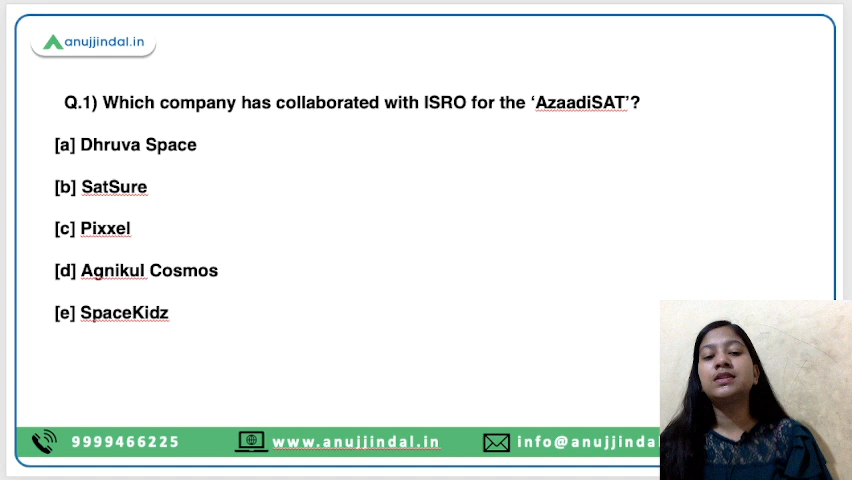 anujjindal.in
Q.1) Which company has collaborated with ISRO for the ‘AzaadiSAT’?
[a] Dhruva Space
[b] SatSure
[c] Pixxel
[d] Agnikul Cosmos
[e] SpaceKidz
9999466225 www.anujjindal.in info@anujjinda